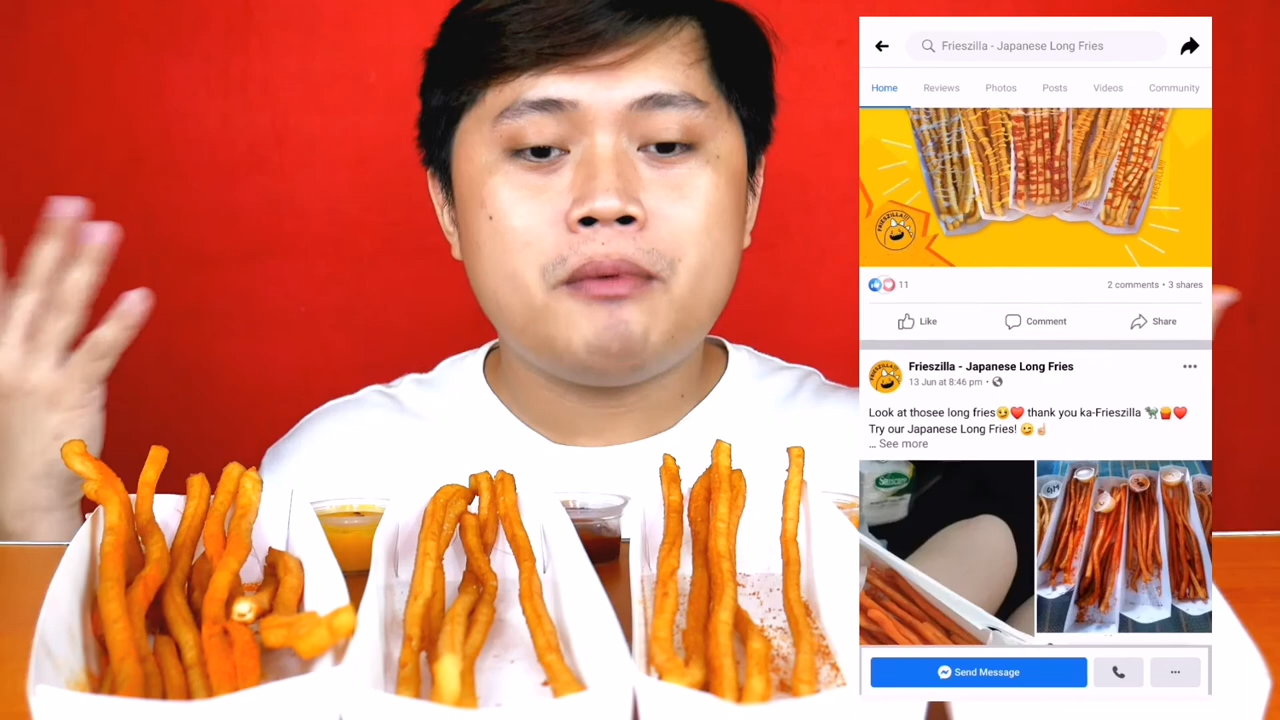 Frieszilla - Japanese Long Fries
Home Reviews Photos Posts Videos Community
FRIESZILLA!!!
11
2 comments • 3 shares
Like Comment Share
Frieszilla - Japanese Long Fries
13 Jun at 8:46 pm •
Look at thosee long fries😉❤️ thank you ka-Frieszilla 🦖🍟❤️
Try our Japanese Long Fries! 😉☝🏻
... See more
Send Message